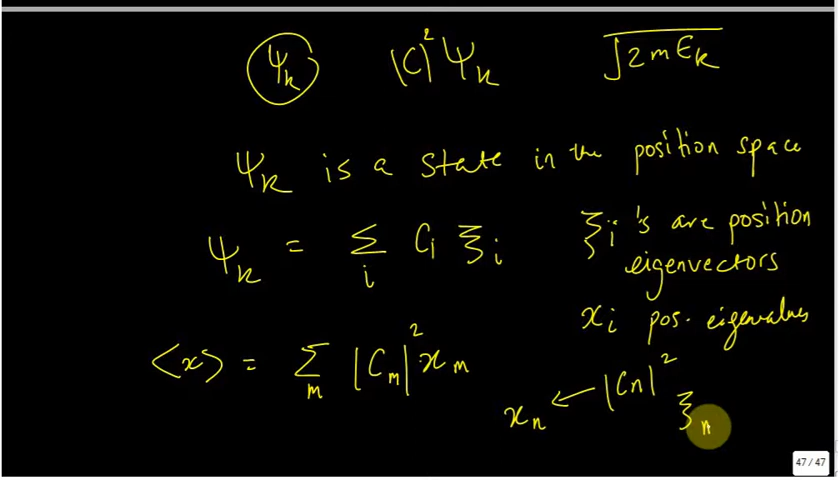 Ψk |C|² Ψk √2mEk
Ψk is a state in the position space
Ψk = Σi Ci ξi ξi's are position
eigenvectors
xi pos. eigenvalues
<x> = Σm |Cm|² xm
xn ← |Cn|² ξn
47 / 47